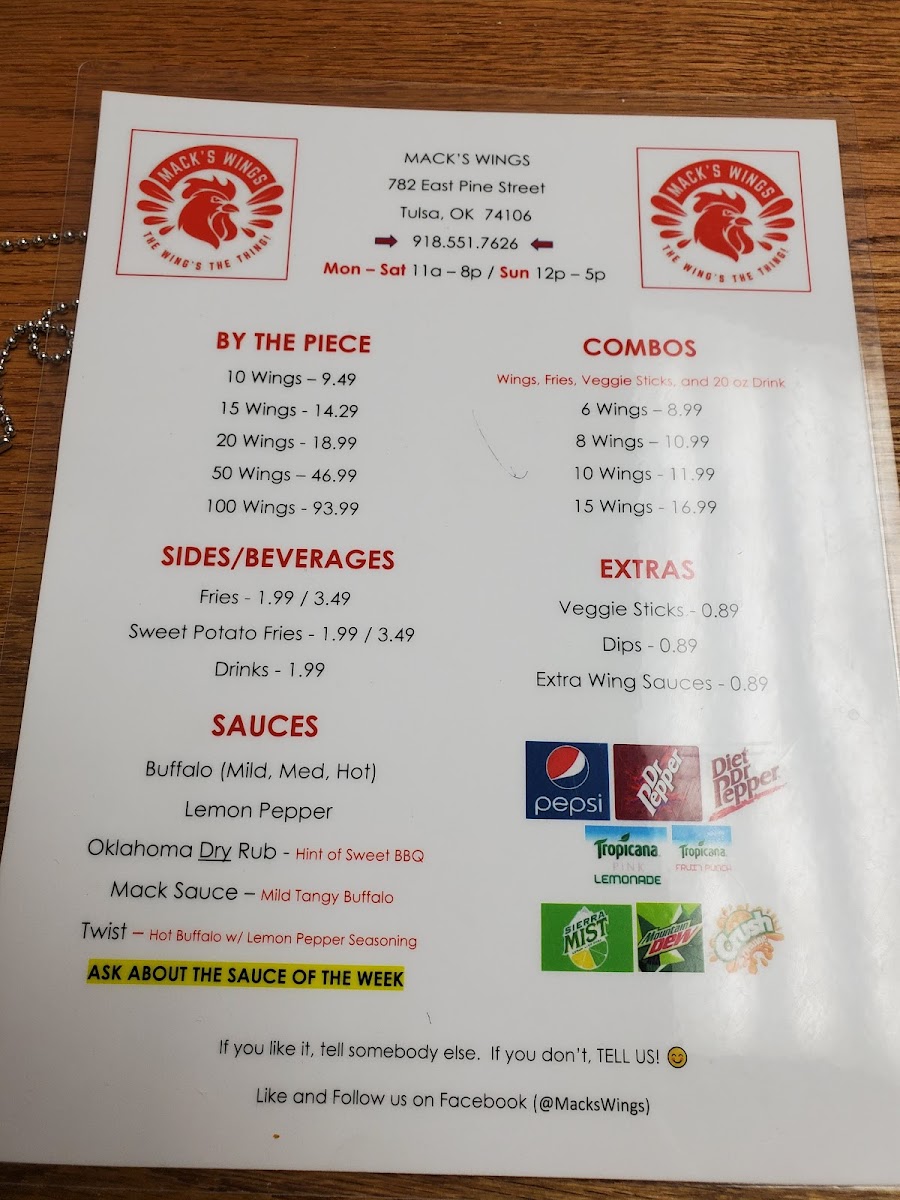 MACK'S WINGS
THE WING'S THE THING!
MACK'S WINGS
782 East Pine Street
Tulsa, OK 74106
918.551.7626
Mon – Sat 11a – 8p / Sun 12p – 5p
MACK'S WINGS
THE WING'S THE THING!
BY THE PIECE
10 Wings – 9.49
15 Wings - 14.29
20 Wings - 18.99
50 Wings – 46.99
100 Wings - 93.99
COMBOS
Wings, Fries, Veggie Sticks, and 20 oz Drink
6 Wings – 8.99
8 Wings – 10.99
10 Wings - 11.99
15 Wings - 16.99
SIDES/BEVERAGES
Fries - 1.99 / 3.49
Sweet Potato Fries - 1.99 / 3.49
Drinks - 1.99
EXTRAS
Veggie Sticks - 0.89
Dips - 0.89
Extra Wing Sauces - 0.89
SAUCES
Buffalo (Mild, Med, Hot)
Lemon Pepper
Oklahoma Dry Rub - Hint of Sweet BBQ
Mack Sauce – Mild Tangy Buffalo
Twist – Hot Buffalo w/ Lemon Pepper Seasoning
ASK ABOUT THE SAUCE OF THE WEEK
pepsi
Dr Pepper
Diet Dr Pepper
Tropicana
PINK
LEMONADE
Tropicana
FRUIT PUNCH
SIERRA
MIST
Mountain
DEW
Crush
If you like it, tell somebody else. If you don't, TELL US! 😊
Like and Follow us on Facebook (@MacksWings)